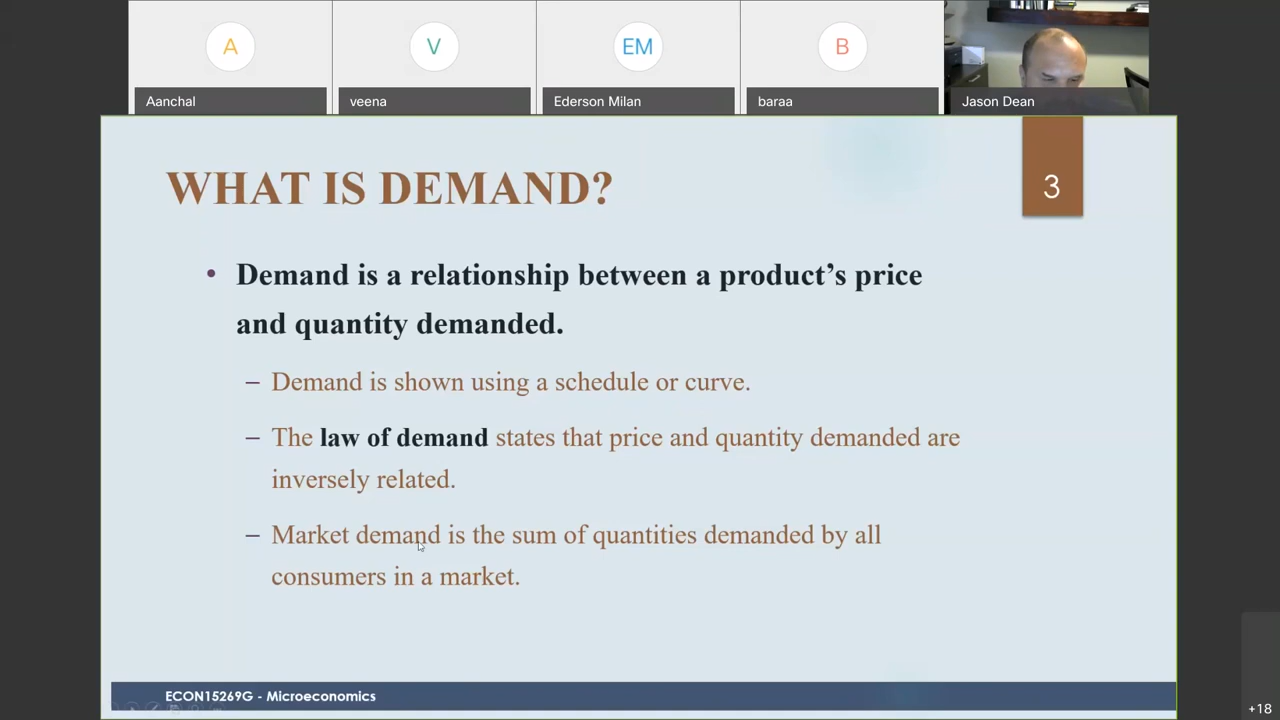 A
V
EM
B
Aanchal
veena
Ederson Milan
baraa
Jason Dean
WHAT IS DEMAND?
3
• Demand is a relationship between a product’s price
and quantity demanded.
– Demand is shown using a schedule or curve.
– The law of demand states that price and quantity demanded are
inversely related.
– Market demand is the sum of quantities demanded by all
consumers in a market.
ECON15269G - Microeconomics
+18